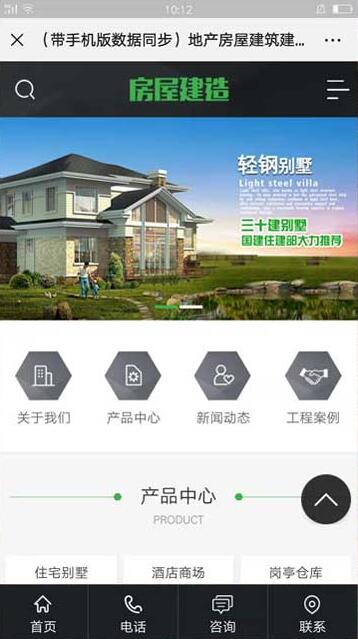 10:12
（带手机版数据同步）地产房屋建筑建...
房屋建造
轻钢别墅
Light steel villa
三十建别墅
国建住建部大力推荐
关于我们
产品中心
新闻动态
工程案例
产品中心
PRODUCT
住宅别墅
酒店商场
岗亭仓库
首页
电话
咨询
联系